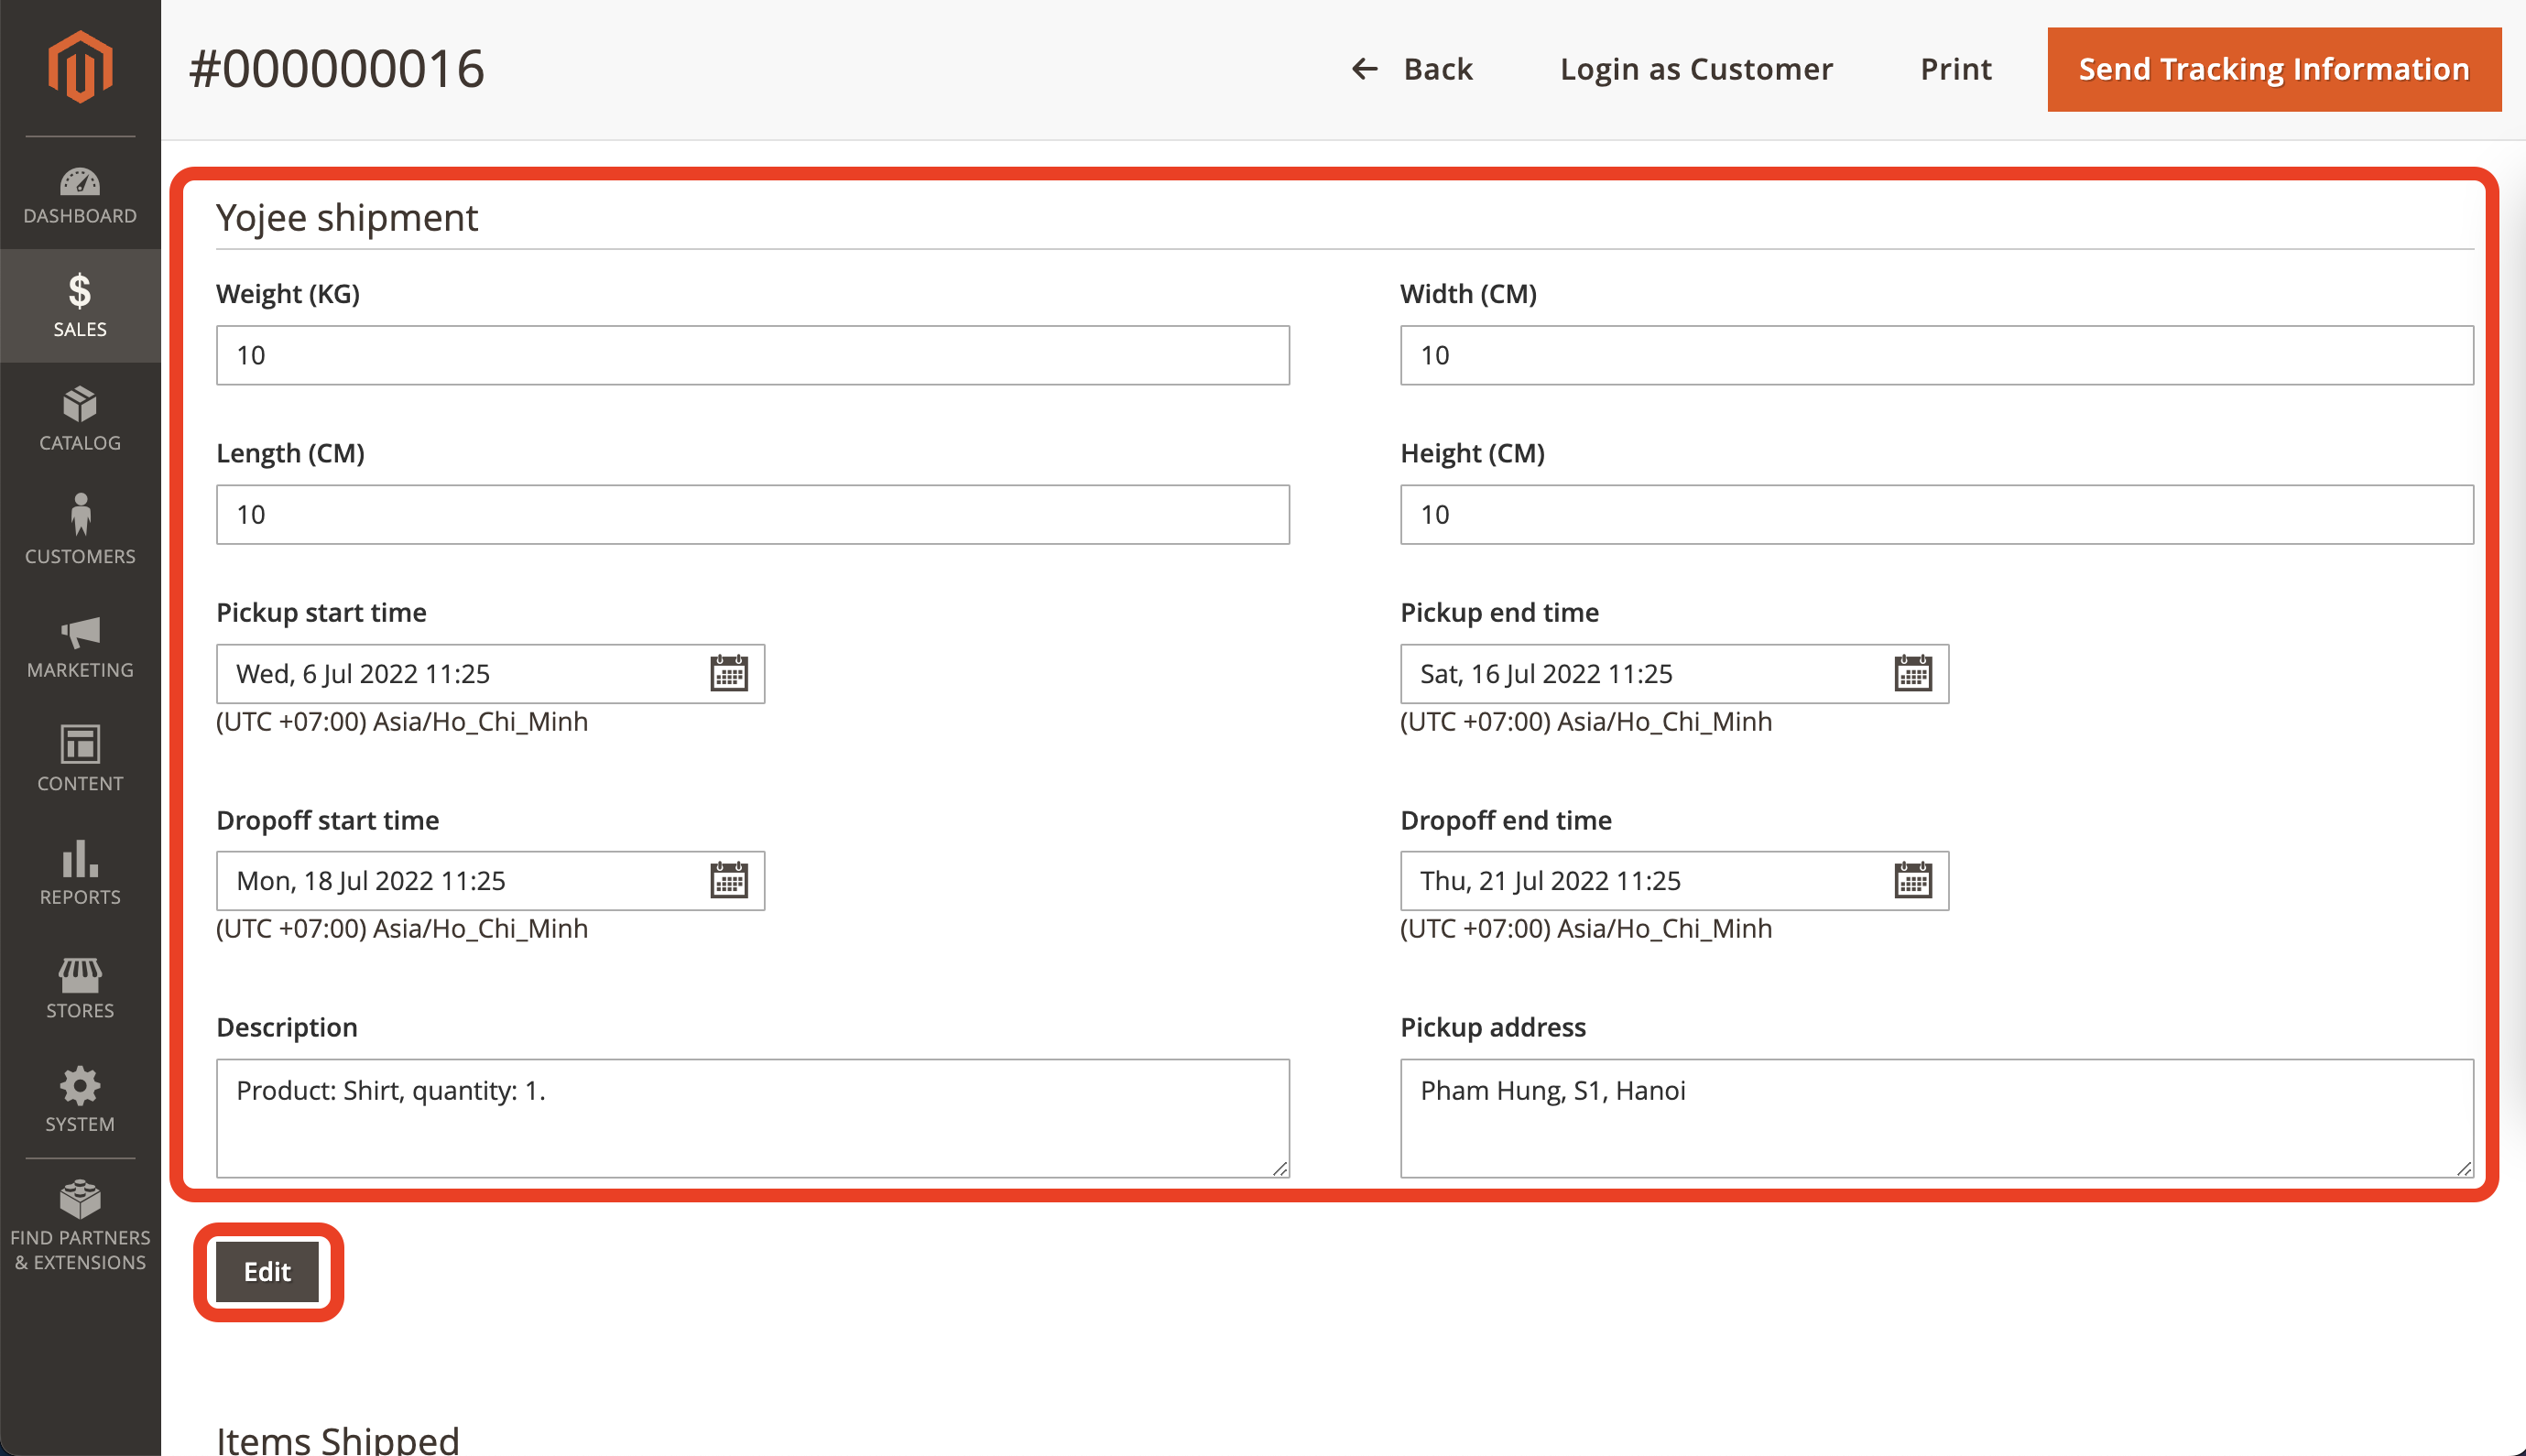 #000000016
Back
Login as Customer
Print
Send Tracking Information
DASHBOARD
SALES
CATALOG
CUSTOMERS
MARKETING
CONTENT
REPORTS
STORES
SYSTEM
FIND PARTNERS
& EXTENSIONS
Yojee shipment
Weight (KG)
10
Width (CM)
10
Length (CM)
10
Height (CM)
10
Pickup start time
Wed, 6 Jul 2022 11:25
(UTC +07:00) Asia/Ho_Chi_Minh
Pickup end time
Sat, 16 Jul 2022 11:25
(UTC +07:00) Asia/Ho_Chi_Minh
Dropoff start time
Mon, 18 Jul 2022 11:25
(UTC +07:00) Asia/Ho_Chi_Minh
Dropoff end time
Thu, 21 Jul 2022 11:25
(UTC +07:00) Asia/Ho_Chi_Minh
Description
Product: Shirt, quantity: 1.
Pickup address
Pham Hung, S1, Hanoi
Edit
Items Shipped